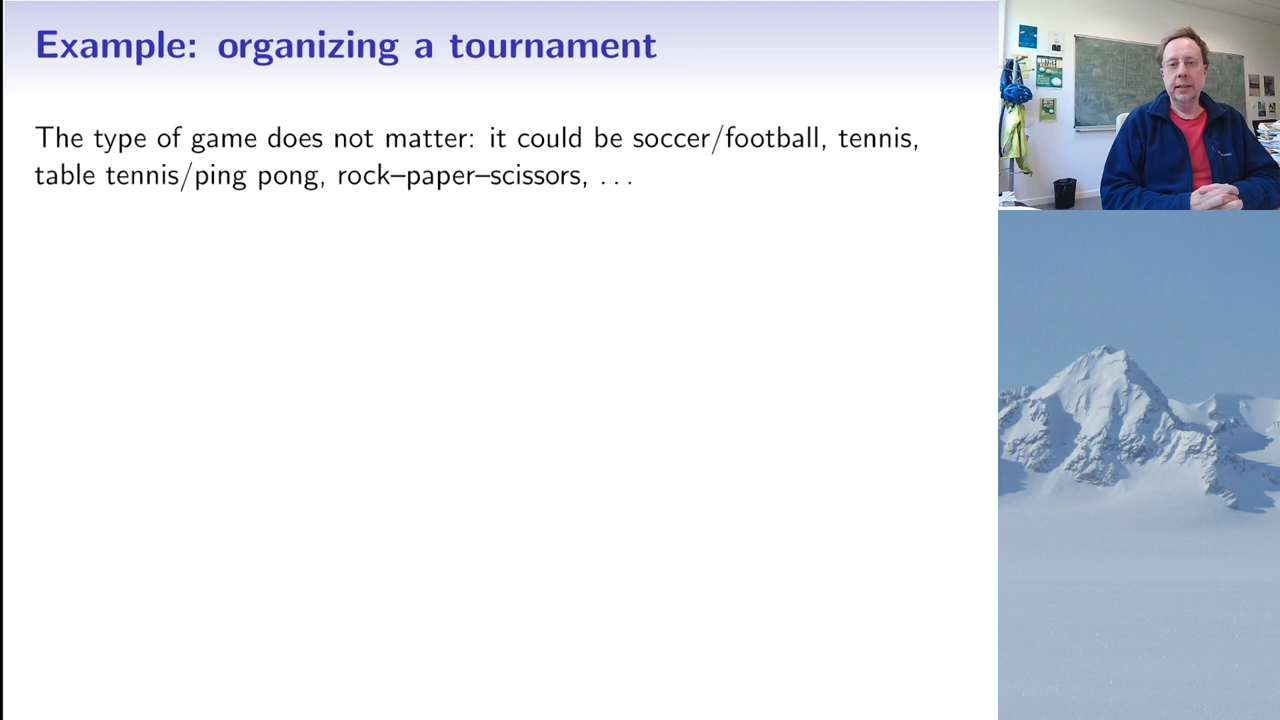 Example: organizing a tournament
The type of game does not matter: it could be soccer/football, tennis,
table tennis/ping pong, rock–paper–scissors, . . .